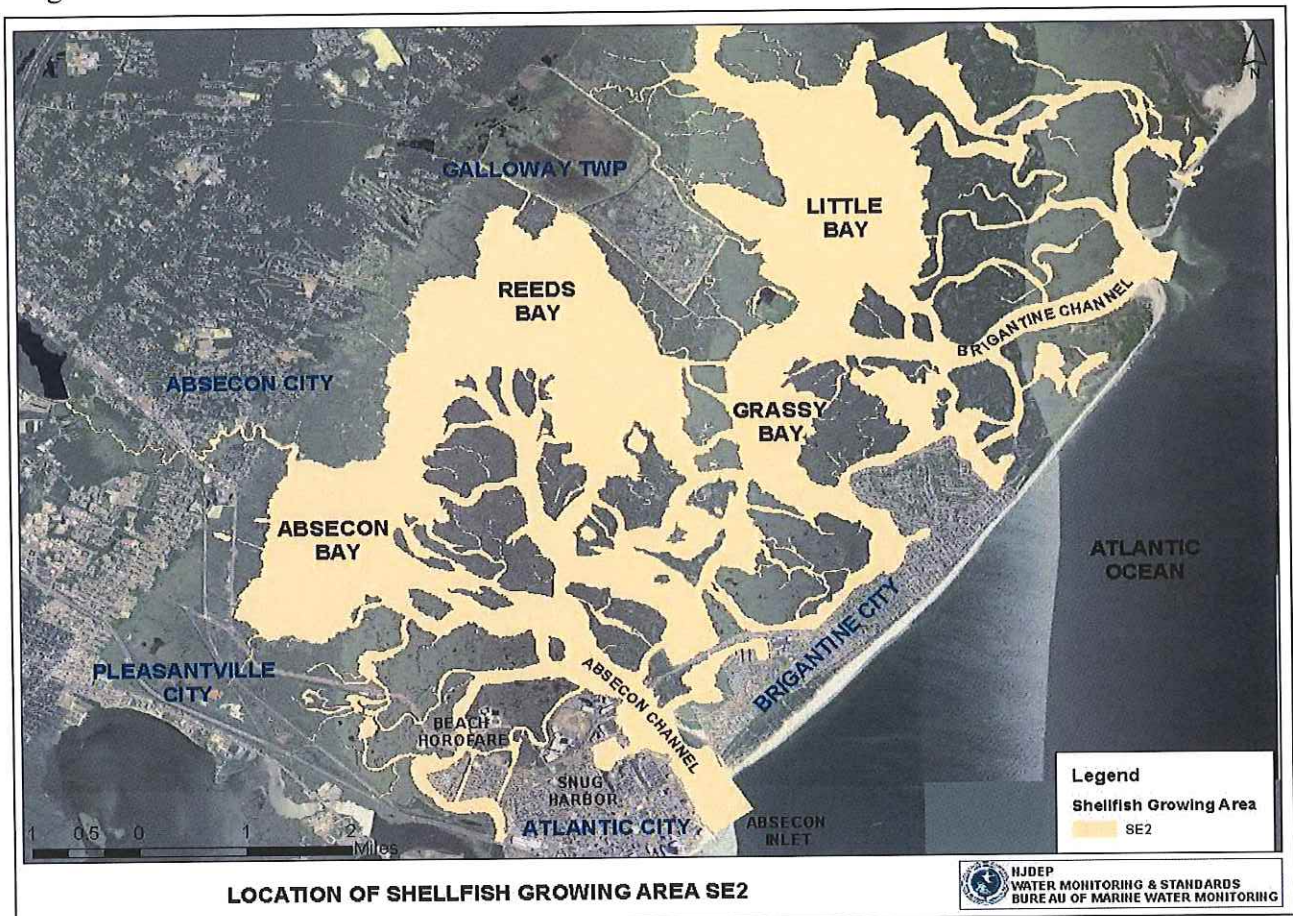 GALLOWAY TWP
LITTLE
BAY
REEDS
BAY
BRIGANTINE CHANNEL
ABSECON CITY
GRASSY
BAY
ABSECON
BAY
ATLANTIC
OCEAN
BRIGANTINE CITY
PLEASANTVILLE
CITY
ABSECON CHANNEL
BEACH
HOROFARE
SNUG
HARBOR
ATLANTIC CITY
ABSECON
INLET
N
1 0.5 0 1 2
Miles
Legend
Shellfish Growing Area
SE2
LOCATION OF SHELLFISH GROWING AREA SE2
NJDEP
WATER MONITORING & STANDARDS
BUREAU OF MARINE WATER MONITORING